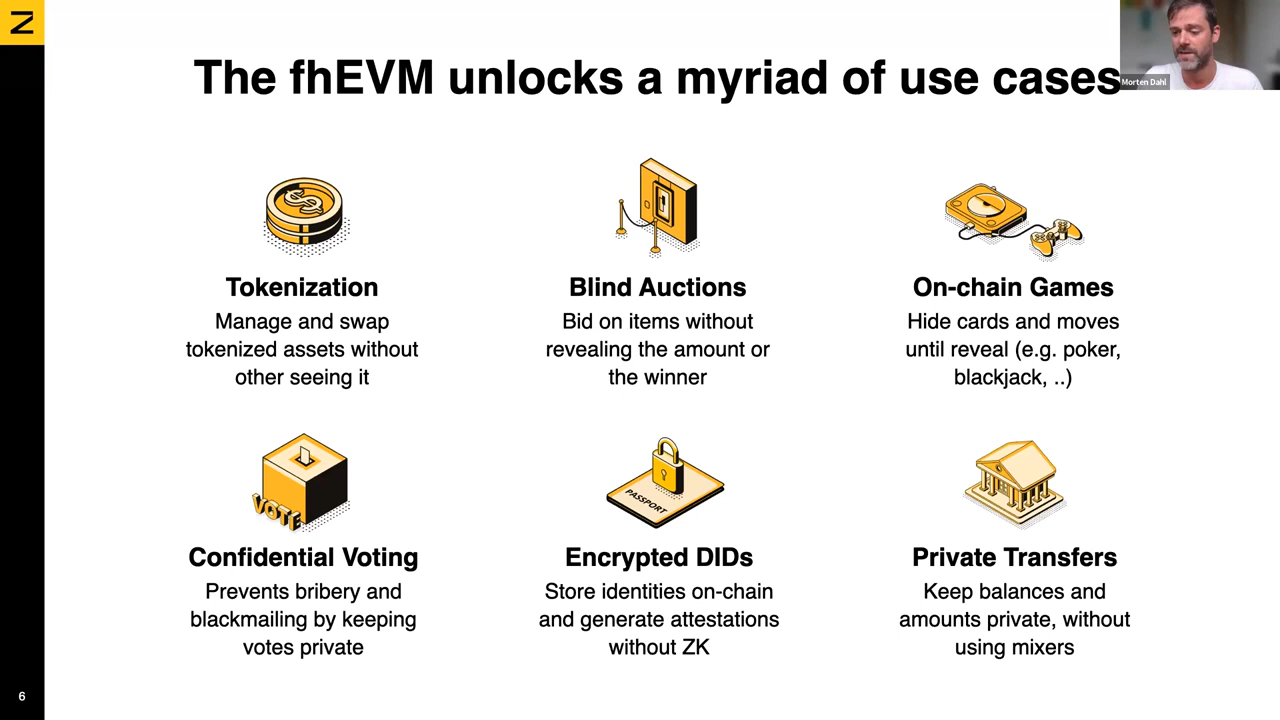 Z
The fhEVM unlocks a myriad of use cases
Morten Dahl
Tokenization
Manage and swap
tokenized assets without
other seeing it
Blind Auctions
Bid on items without
revealing the amount or
the winner
On-chain Games
Hide cards and moves
until reveal (e.g. poker,
blackjack, ..)
VOTE
Confidential Voting
Prevents bribery and
blackmailing by keeping
votes private
PASSPORT
Encrypted DIDs
Store identities on-chain
and generate attestations
without ZK
Private Transfers
Keep balances and
amounts private, without
using mixers
6